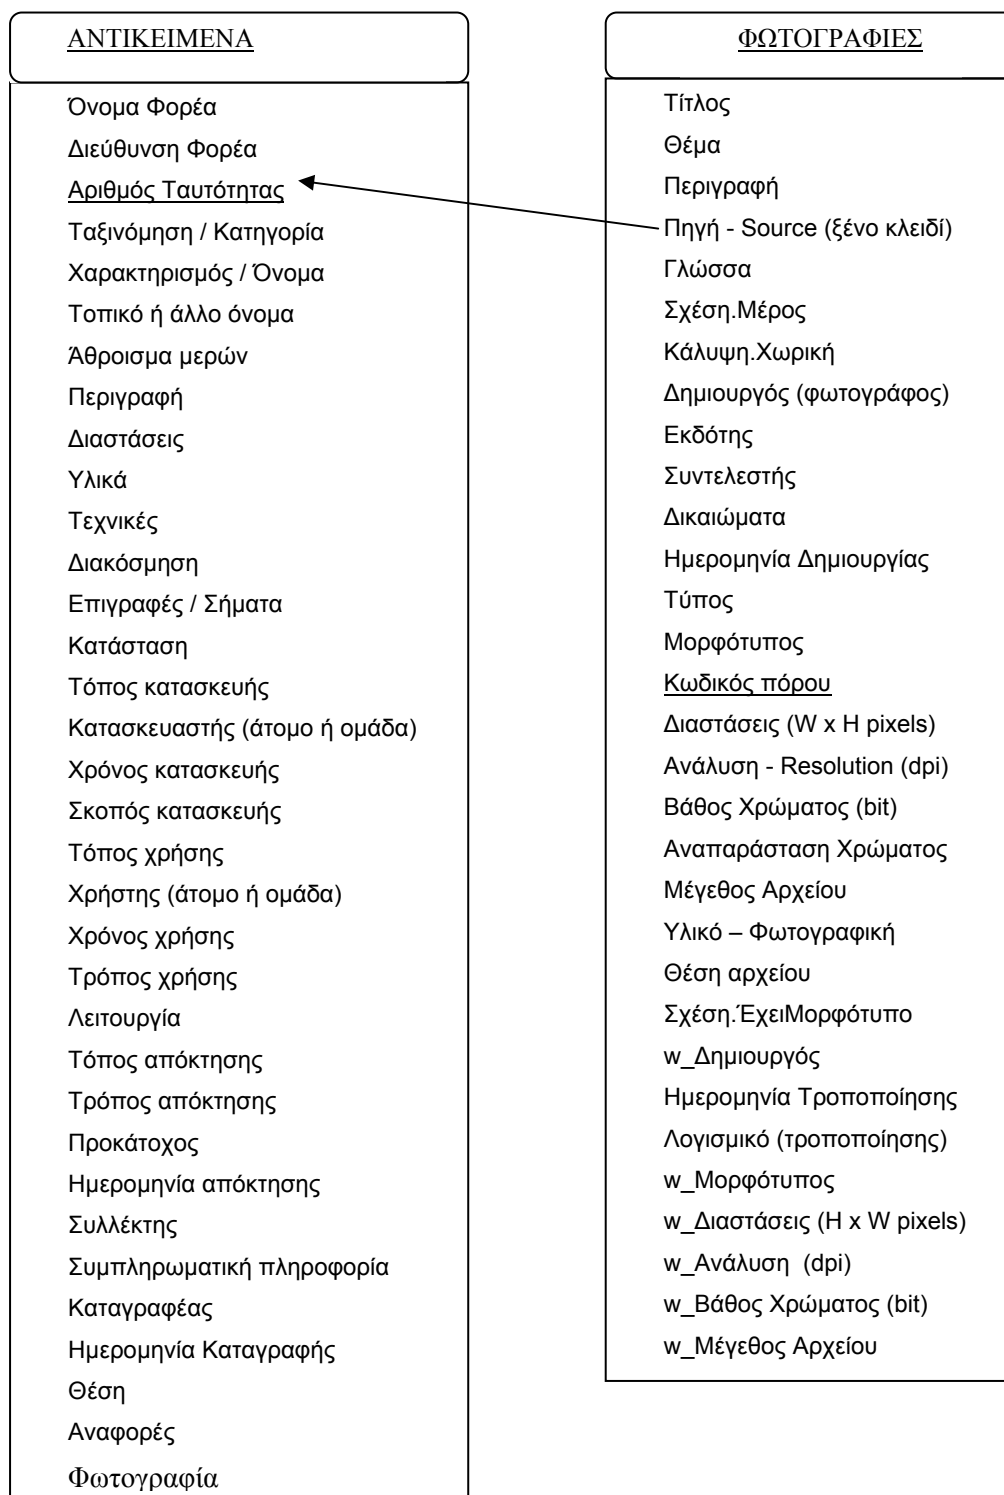 ΑΝΤΙΚΕΙΜΕΝΑ
Όνομα Φορέα
Διεύθυνση Φορέα
Αριθμός Ταυτότητας
Ταξινόμηση / Κατηγορία
Χαρακτηρισμός / Όνομα
Τοπικό ή άλλο όνομα
Άθροισμα μερών
Περιγραφή
Διαστάσεις
Υλικά
Τεχνικές
Διακόσμηση
Επιγραφές / Σήματα
Κατάσταση
Τόπος κατασκευής
Κατασκευαστής (άτομο ή ομάδα)
Χρόνος κατασκευής
Σκοπός κατασκευής
Τόπος χρήσης
Χρήστης (άτομο ή ομάδα)
Χρόνος χρήσης
Τρόπος χρήσης
Λειτουργία
Τόπος απόκτησης
Τρόπος απόκτησης
Προκάτοχος
Ημερομηνία απόκτησης
Συλλέκτης
Συμπληρωματική πληροφορία
Καταγραφέας
Ημερομηνία Καταγραφής
Θέση
Αναφορές
Φωτογραφία
ΦΩΤΟΓΡΑΦΙΕΣ
Τίτλος
Θέμα
Περιγραφή
Πηγή - Source (ξένο κλειδί)
Γλώσσα
Σχέση.Μέρος
Κάλυψη.Χωρική
Δημιουργός (φωτογράφος)
Εκδότης
Συντελεστής
Δικαιώματα
Ημερομηνία Δημιουργίας
Τύπος
Μορφότυπος
Κωδικός πόρου
Διαστάσεις (W x H pixels)
Ανάλυση - Resolution (dpi)
Βάθος Χρώματος (bit)
Αναπαράσταση Χρώματος
Μέγεθος Αρχείου
Υλικό – Φωτογραφική
Θέση αρχείου
Σχέση.ΈχειΜορφότυπο
w_Δημιουργός
Ημερομηνία Τροποποίησης
Λογισμικό (τροποποίησης)
w_Μορφότυπος
w_Διαστάσεις (H x W pixels)
w_Ανάλυση  (dpi)
w_Βάθος Χρώματος (bit)
w_Μέγεθος Αρχείου